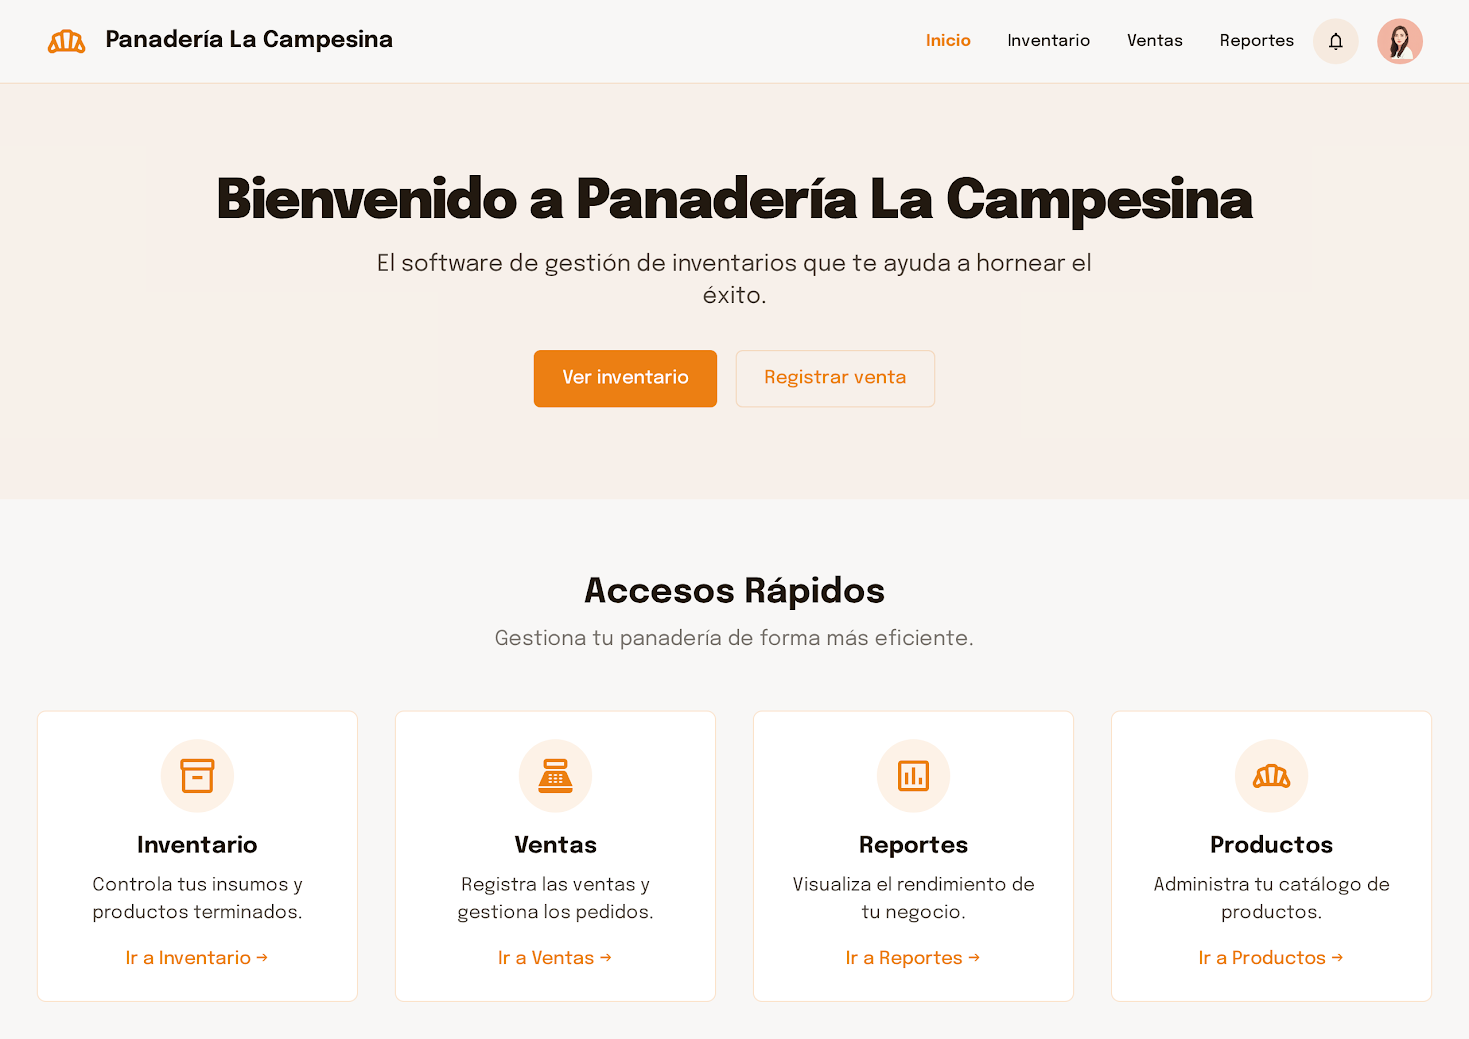 Panadería La Campesina
Inicio
Inventario
Ventas
Reportes
Bienvenido a Panadería La Campesina
El software de gestión de inventarios que te ayuda a hornear el
éxito.
Ver inventario
Registrar venta
Accesos Rápidos
Gestiona tu panadería de forma más eficiente.
Inventario
Controla tus insumos y
productos terminados.
Ir a Inventario →
Ventas
Registra las ventas y
gestiona los pedidos.
Ir a Ventas →
Reportes
Visualiza el rendimiento de
tu negocio.
Ir a Reportes →
Productos
Administra tu catálogo de
productos.
Ir a Productos →